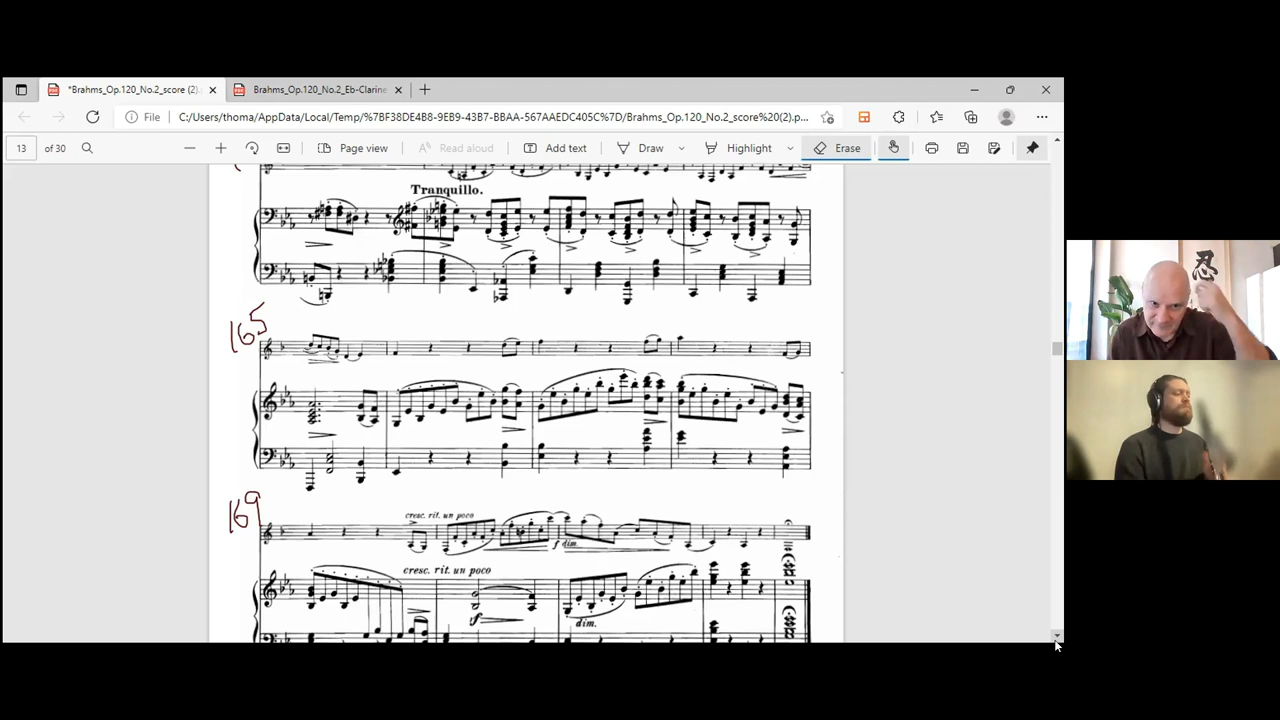 *Brahms_Op.120_No.2_score (2).p
Brahms_Op.120_No.2_Eb-Clarine
File
C:/Users/thoma/AppData/Local/Temp/%7BF38DE4B8-9EB9-43B7-BBAA-567AAEDC405C%7D/Brahms_Op.120_No.2_score%20(2).p...
13 of 30
Page view
Read aloud
Add text
Draw
Highlight
Erase
Tranquillo.
165
169
cresc. rit. un poco
f dim.
cresc. rit. un poco
sf
dim.
忍